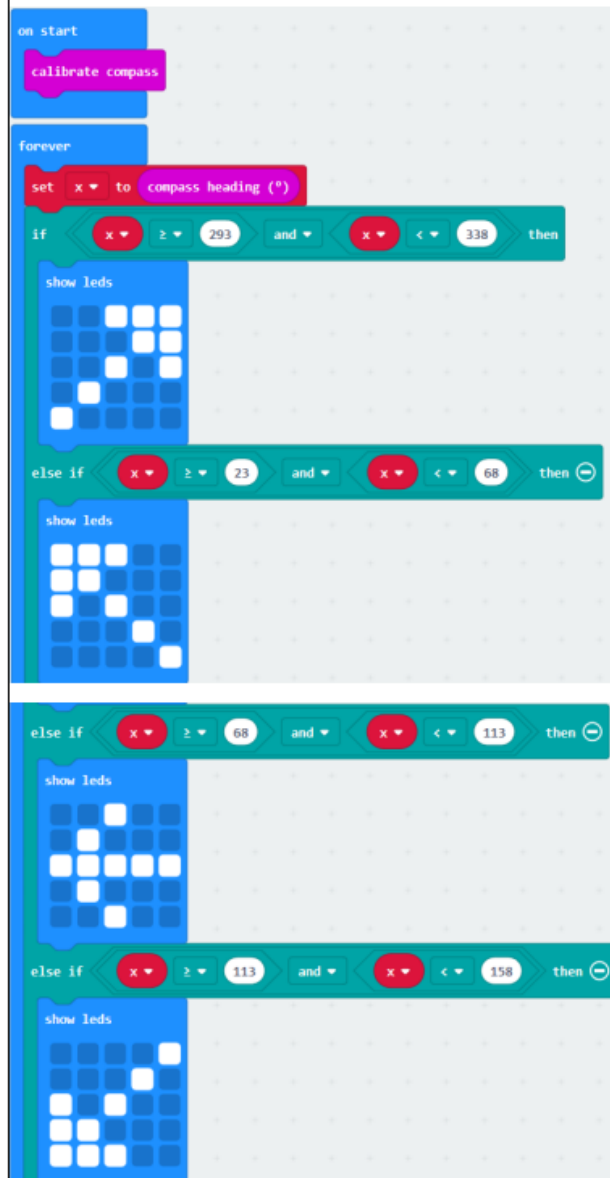 on start
calibrate compass
forever
set x to compass heading (°)
if x ≥ 293 and x < 338 then
show leds
else if x ≥ 23 and x < 68 then
show leds
else if x ≥ 68 and x < 113 then
show leds
else if x ≥ 113 and x < 158 then
show leds